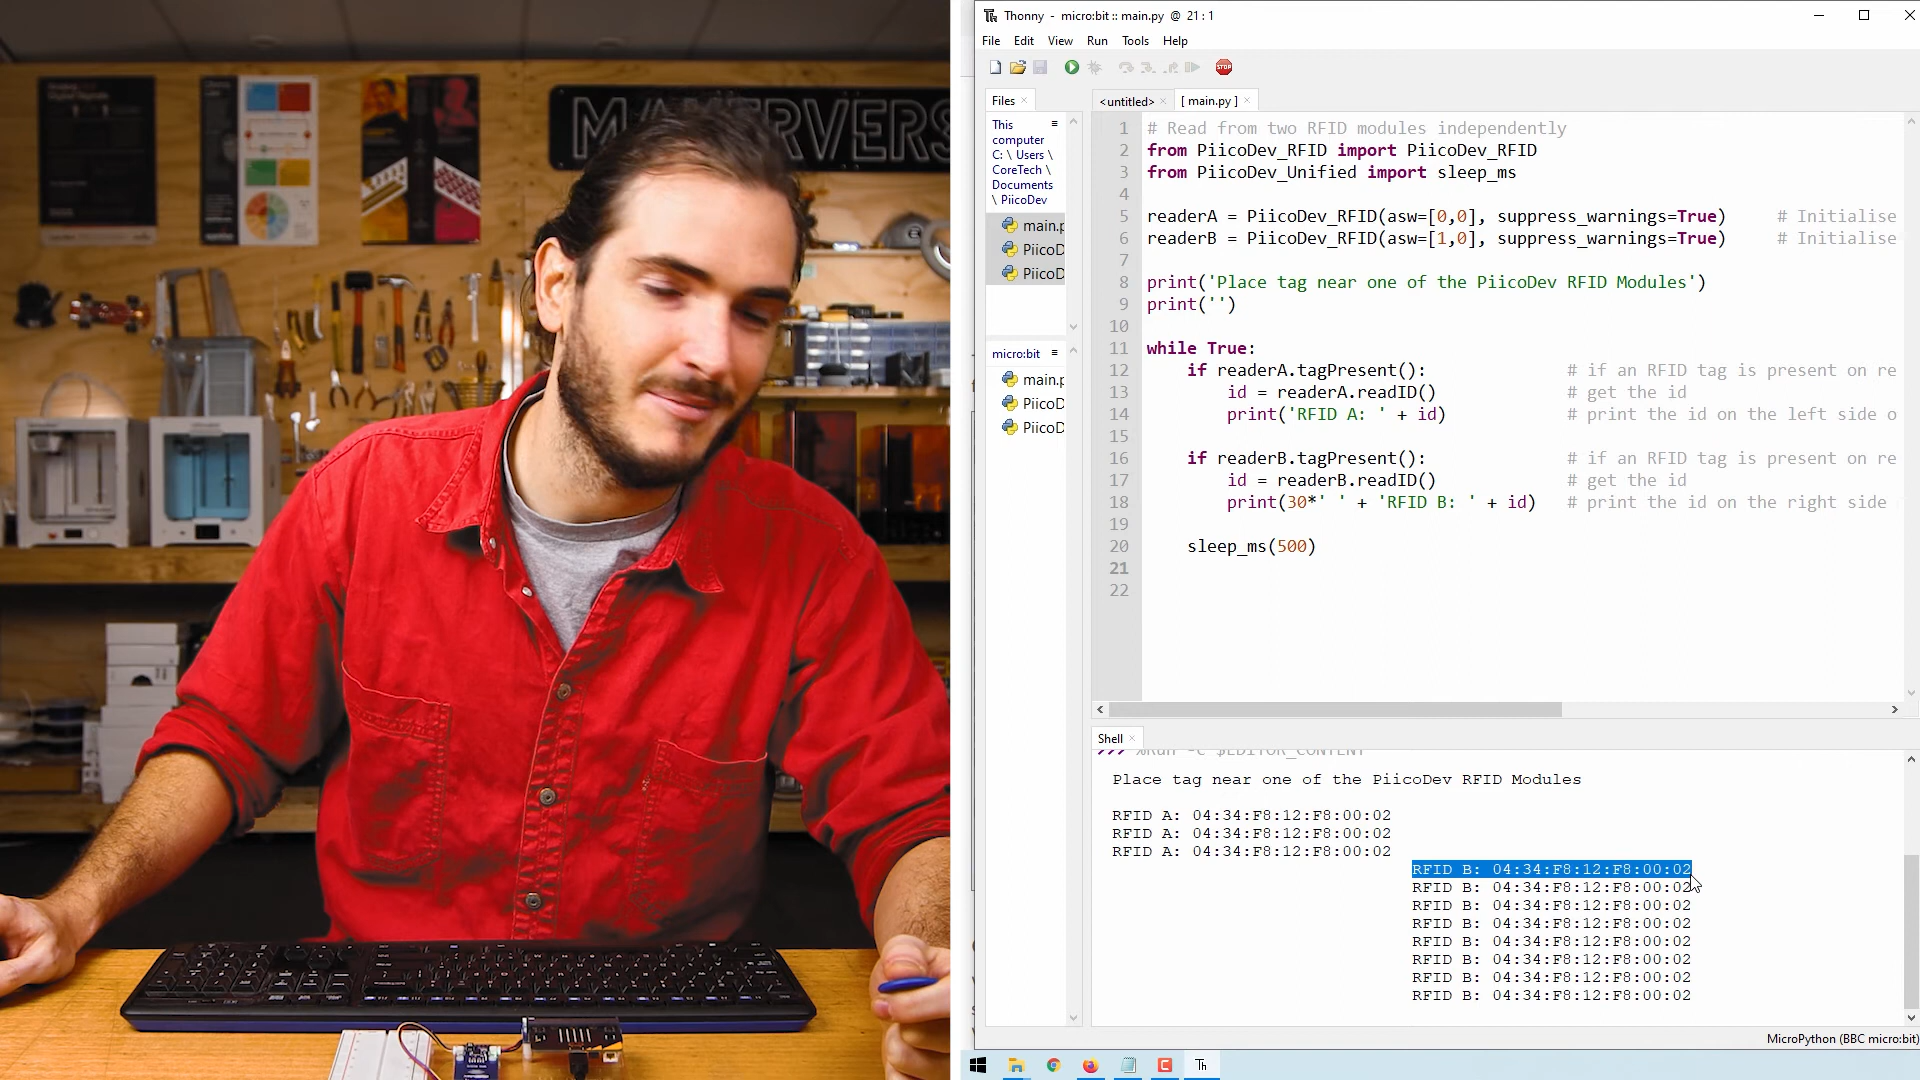 MAKERVERS
Thonny - micro:bit :: main.py @ 21 : 1
File Edit View Run Tools Help
STOP
Files
<untitled>
[ main.py ]
This
computer
C: \ Users \
CoreTech \
Documents
\ PiicoDev
main.p
PiicoD
PiicoD
micro:bit
main.p
PiicoD
PiicoD
1 # Read from two RFID modules independently
2 from PiicoDev_RFID import PiicoDev_RFID
3 from PiicoDev_Unified import sleep_ms
4
5 readerA = PiicoDev_RFID(asw=[0,0], suppress_warnings=True) # Initialise
6 readerB = PiicoDev_RFID(asw=[1,0], suppress_warnings=True) # Initialise
7
8 print('Place tag near one of the PiicoDev RFID Modules')
9 print('')
10
11 while True:
12 if readerA.tagPresent(): # if an RFID tag is present on re
13 id = readerA.readID() # get the id
14 print('RFID A: ' + id) # print the id on the left side o
15
16 if readerB.tagPresent(): # if an RFID tag is present on re
17 id = readerB.readID() # get the id
18 print(30*' ' + 'RFID B: ' + id) # print the id on the right side
19
20 sleep_ms(500)
21
22
Shell
>>> %Run -c $EDITOR_CONTENT
Place tag near one of the PiicoDev RFID Modules
RFID A: 04:34:F8:12:F8:00:02
RFID A: 04:34:F8:12:F8:00:02
RFID A: 04:34:F8:12:F8:00:02
RFID B: 04:34:F8:12:F8:00:02
RFID B: 04:34:F8:12:F8:00:02
RFID B: 04:34:F8:12:F8:00:02
RFID B: 04:34:F8:12:F8:00:02
RFID B: 04:34:F8:12:F8:00:02
RFID B: 04:34:F8:12:F8:00:02
RFID B: 04:34:F8:12:F8:00:02
RFID B: 04:34:F8:12:F8:00:02
MicroPython (BBC micro:bit)
Th